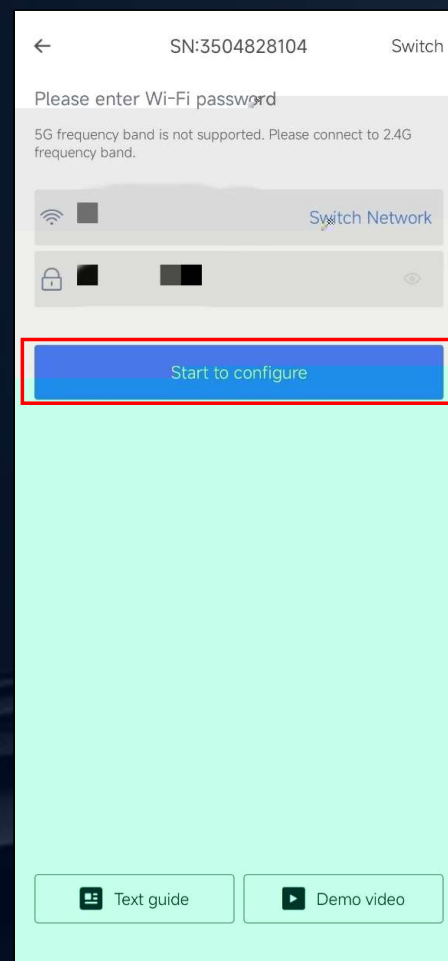 SN:3504828104
Switch
Please enter Wi-Fi password
5G frequency band is not supported. Please connect to 2.4G
frequency band.
Switch Network
Start to configure
Text guide
Demo video